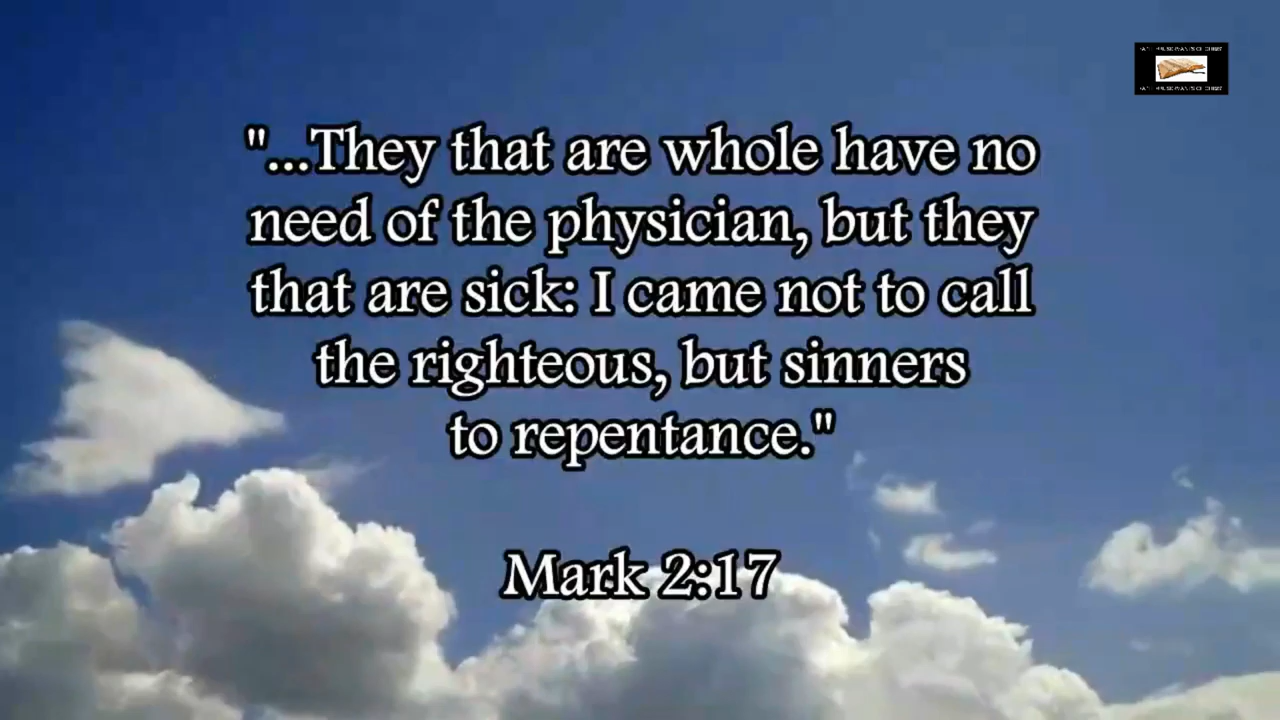 "...They that are whole have no
need of the physician, but they
that are sick: I came not to call
the righteous, but sinners
to repentance."
Mark 2:17